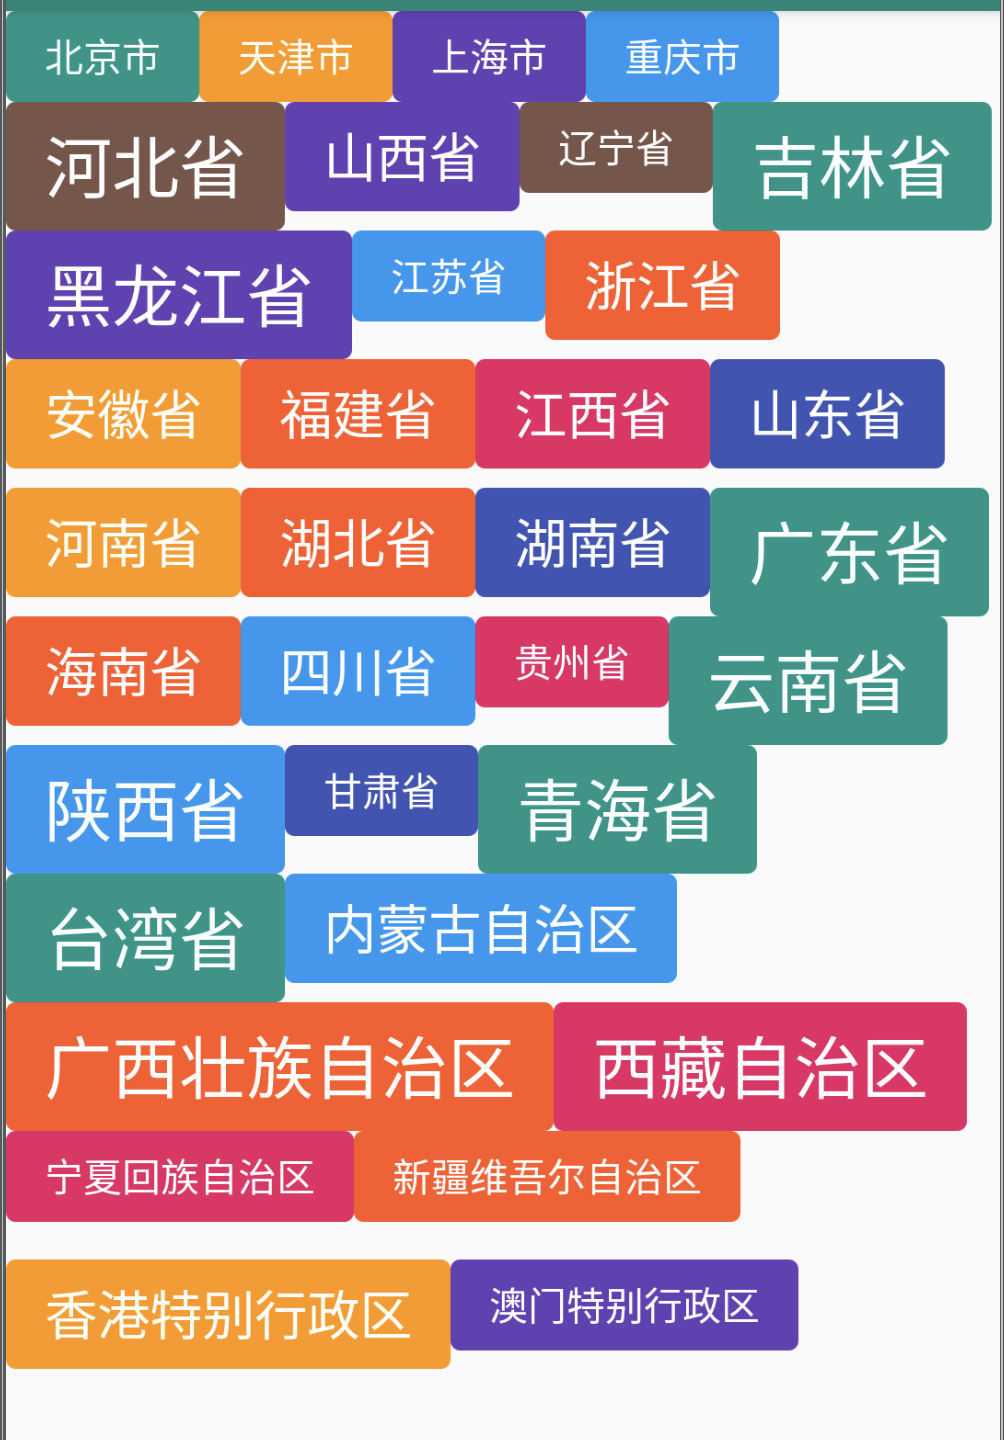 北京市 天津市 上海市 重庆市
河北省 山西省 辽宁省 吉林省
黑龙江省 江苏省 浙江省
安徽省 福建省 江西省 山东省
河南省 湖北省 湖南省 广东省
海南省 四川省 贵州省 云南省
陕西省 甘肃省 青海省
台湾省 内蒙古自治区
广西壮族自治区 西藏自治区
宁夏回族自治区 新疆维吾尔自治区
香港特别行政区 澳门特别行政区